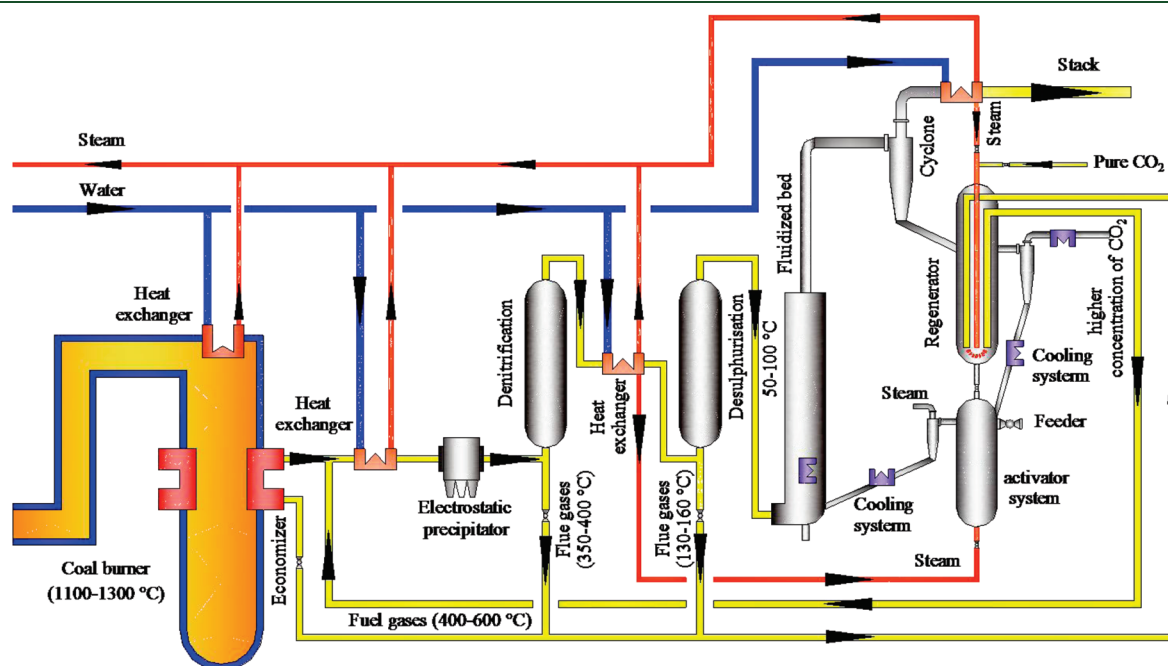 Stack
Steam
Steam
Cyclone
Pure CO2
Water
Fluidized bed
Regenerator
higher
concentration of CO2
Heat
exchanger
Denitrification
Desulphurisation
50-100 °C
Cooling
systerm
Heat
exchanger
Heat
exchanger
Steam
Feeder
activator
system
Electrostatic
precipitator
Flue gases
(350-400 °C)
Flue gases
(130-160 °C)
Cooling
systerm
Economizer
Steam
Coal burner
(1100-1300 °C)
Fuel gases (400-600 °C)